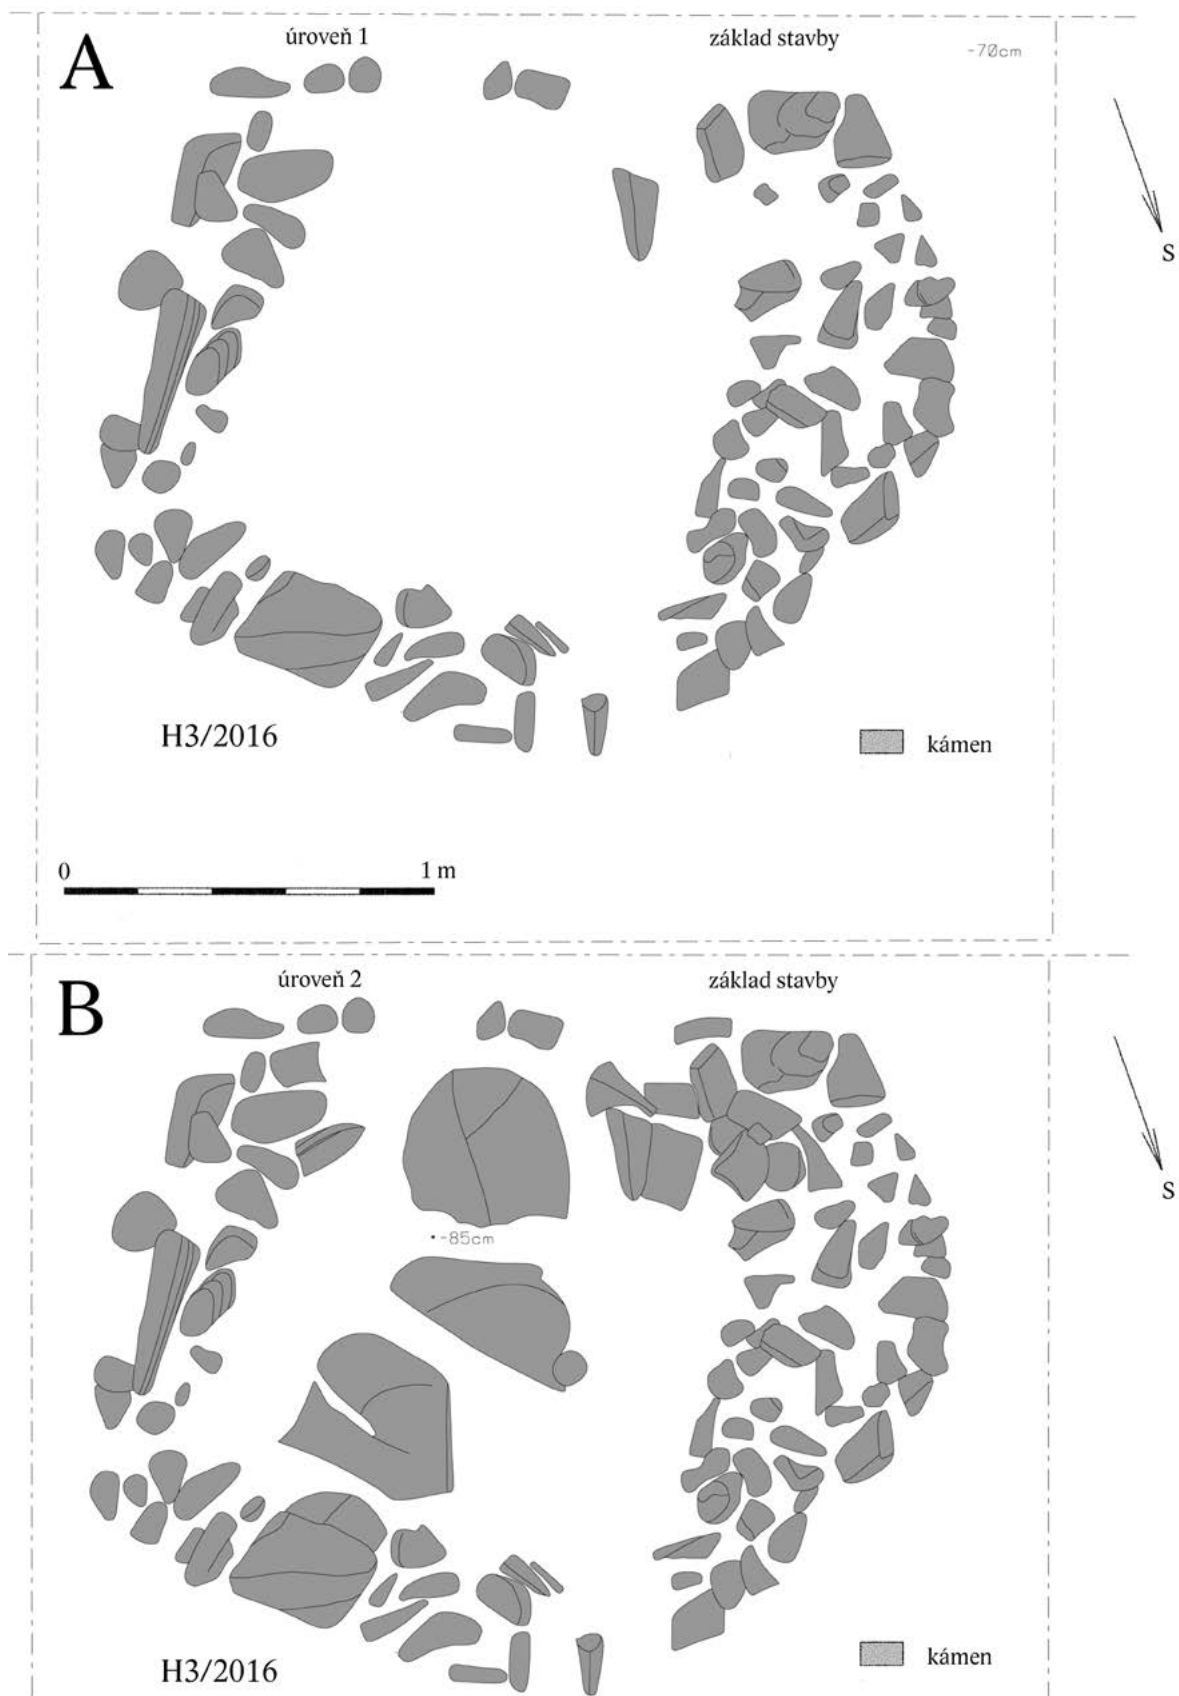 A
úroveň 1
základ stavby
-70cm
S
H3/2016
kámen
0
1 m
B
úroveň 2
základ stavby
-85cm
S
H3/2016
kámen